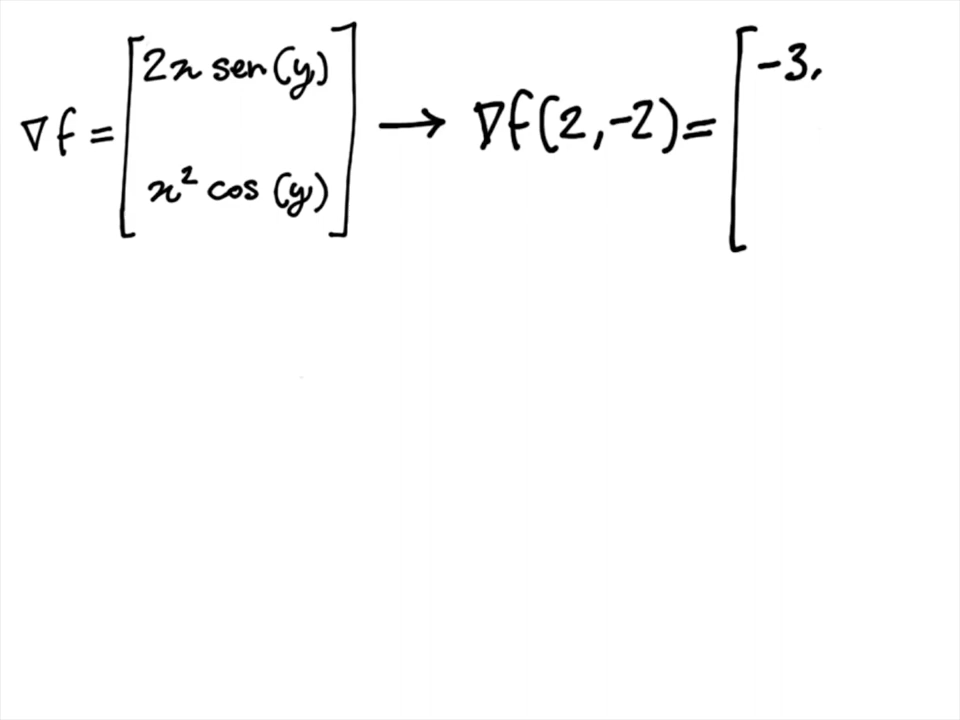 ∇f = [2x sen(y)
x² cos(y)] → ∇f(2,-2) = [-3,